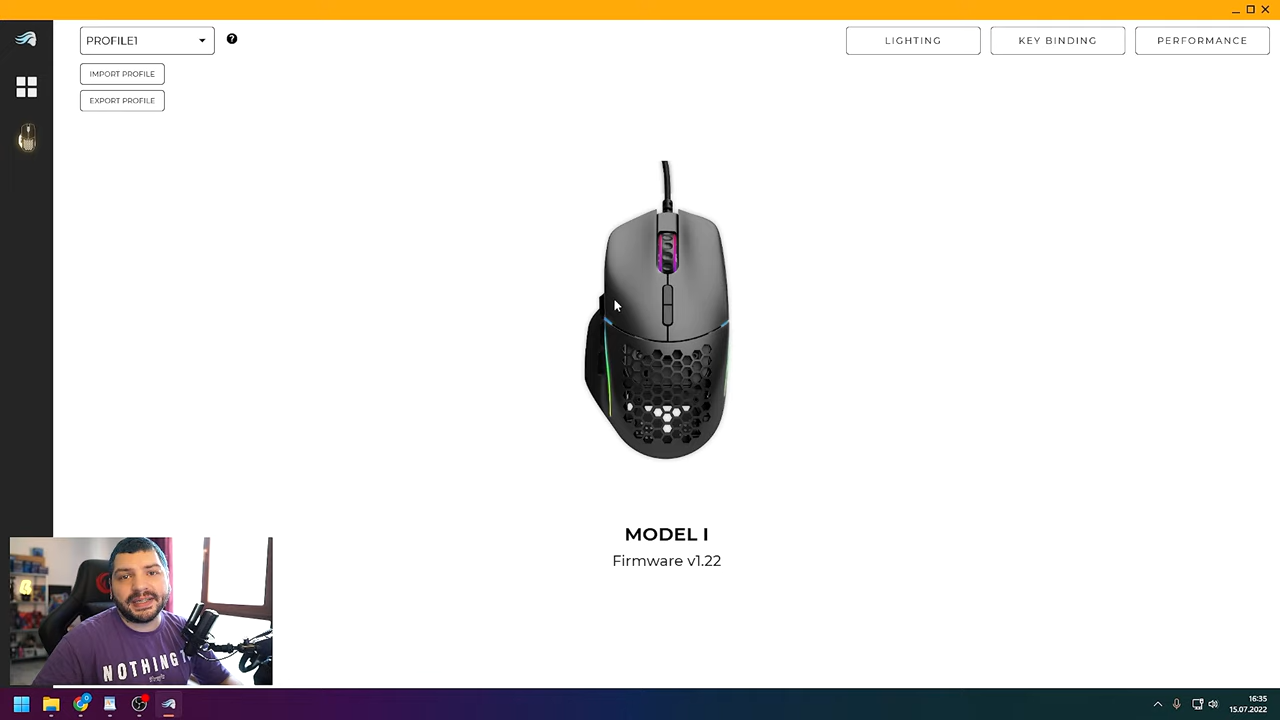 PROFILE1
LIGHTING
KEY BINDING
PERFORMANCE
IMPORT PROFILE
EXPORT PROFILE
MODEL I
Firmware v1.22
NOTHING
16:35
15.07.2022